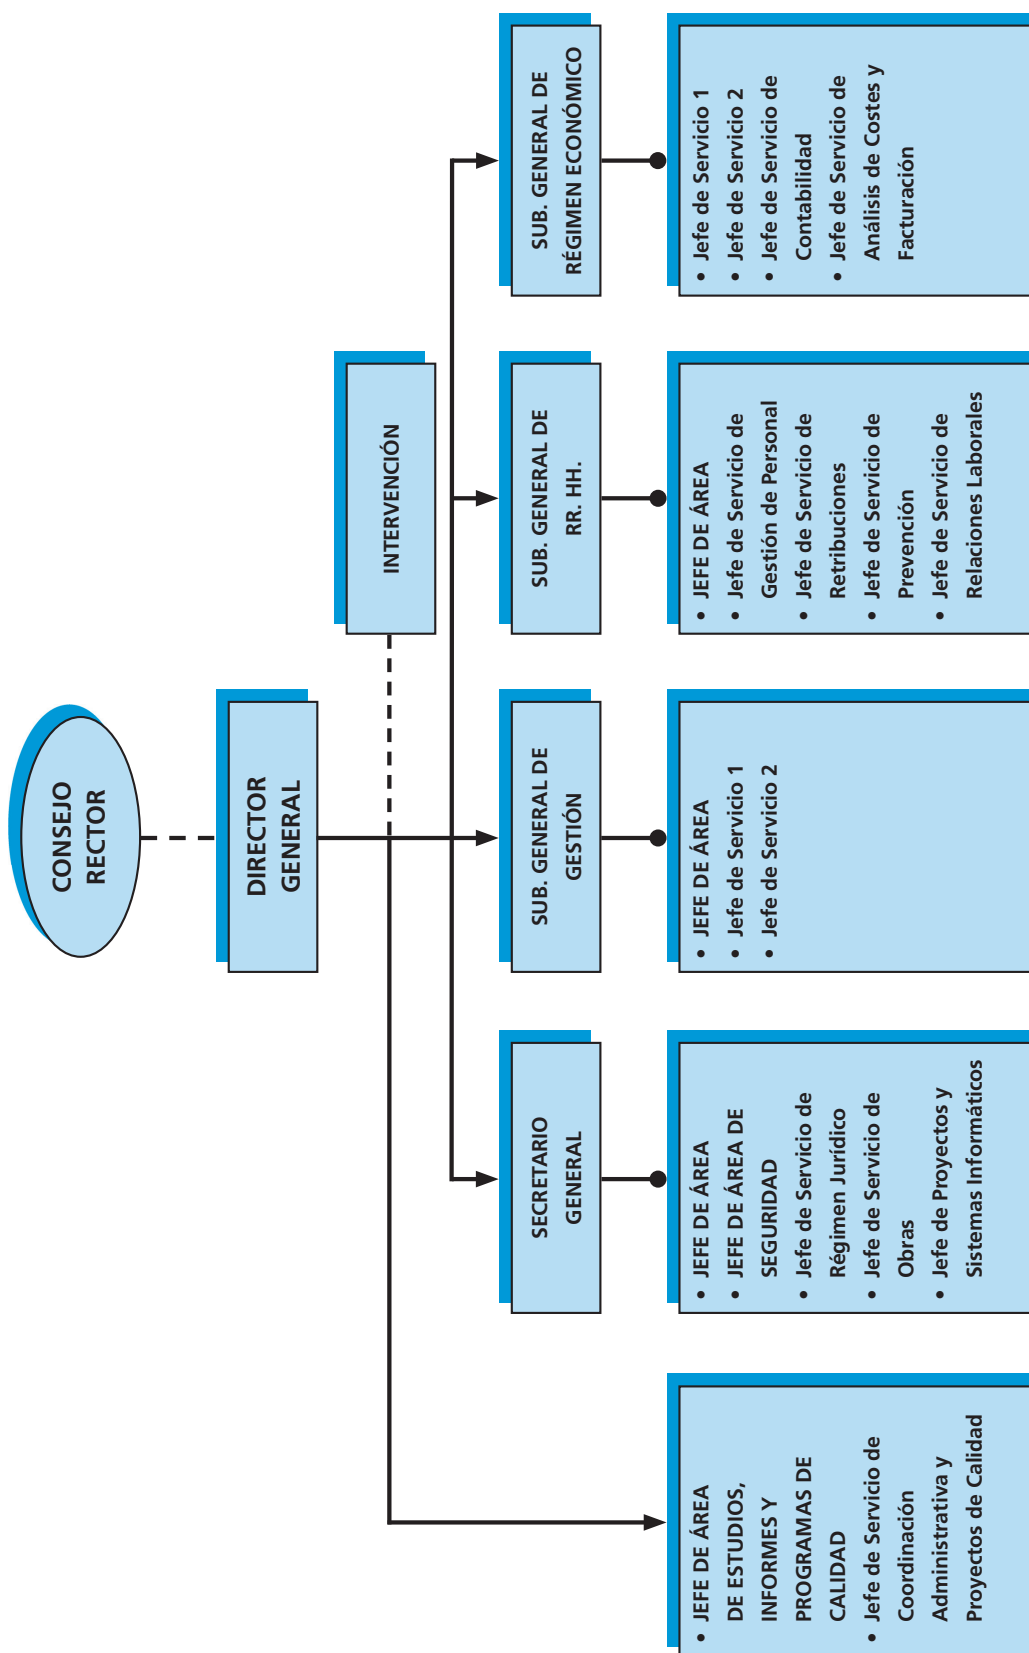 CONSEJO
RECTOR
DIRECTOR
GENERAL
INTERVENCIÓN
SECRETARIO
GENERAL
SUB. GENERAL DE
GESTIÓN
SUB. GENERAL DE
RR. HH.
SUB. GENERAL DE
RÉGIMEN ECONÓMICO
• JEFE DE ÁREA
DE ESTUDIOS,
INFORMES Y
PROGRAMAS DE
CALIDAD
• Jefe de Servicio de
Coordinación
Administrativa y
Proyectos de Calidad
• JEFE DE ÁREA
• JEFE DE ÁREA DE
SEGURIDAD
• Jefe de Servicio de
Régimen Jurídico
• Jefe de Servicio de
Obras
• Jefe de Proyectos y
Sistemas Informáticos
• JEFE DE ÁREA
• Jefe de Servicio 1
• Jefe de Servicio 2
• JEFE DE ÁREA
• Jefe de Servicio de
Gestión de Personal
• Jefe de Servicio de
Retribuciones
• Jefe de Servicio de
Prevención
• Jefe de Servicio de
Relaciones Laborales
• Jefe de Servicio 1
• Jefe de Servicio 2
• Jefe de Servicio de
Contabilidad
• Jefe de Servicio de
Análisis de Costes y
Facturación